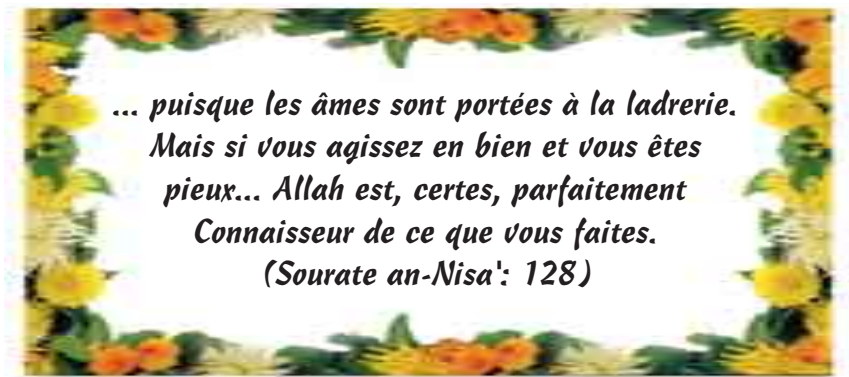 ... puisque les âmes sont portées à la ladrerie.
Mais si vous agissez en bien et vous êtes
pieux... Allah est, certes, parfaitement
Connaisseur de ce que vous faites.
(Sourate an-Nisa': 128)